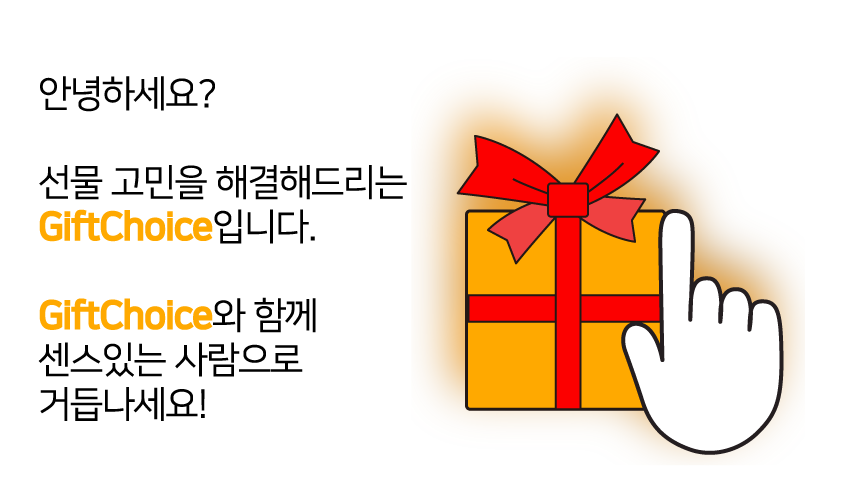 안녕하세요?
선물 고민을 해결해드리는
GiftChoice입니다.
GiftChoice와 함께
센스있는 사람으로
거듭나세요!